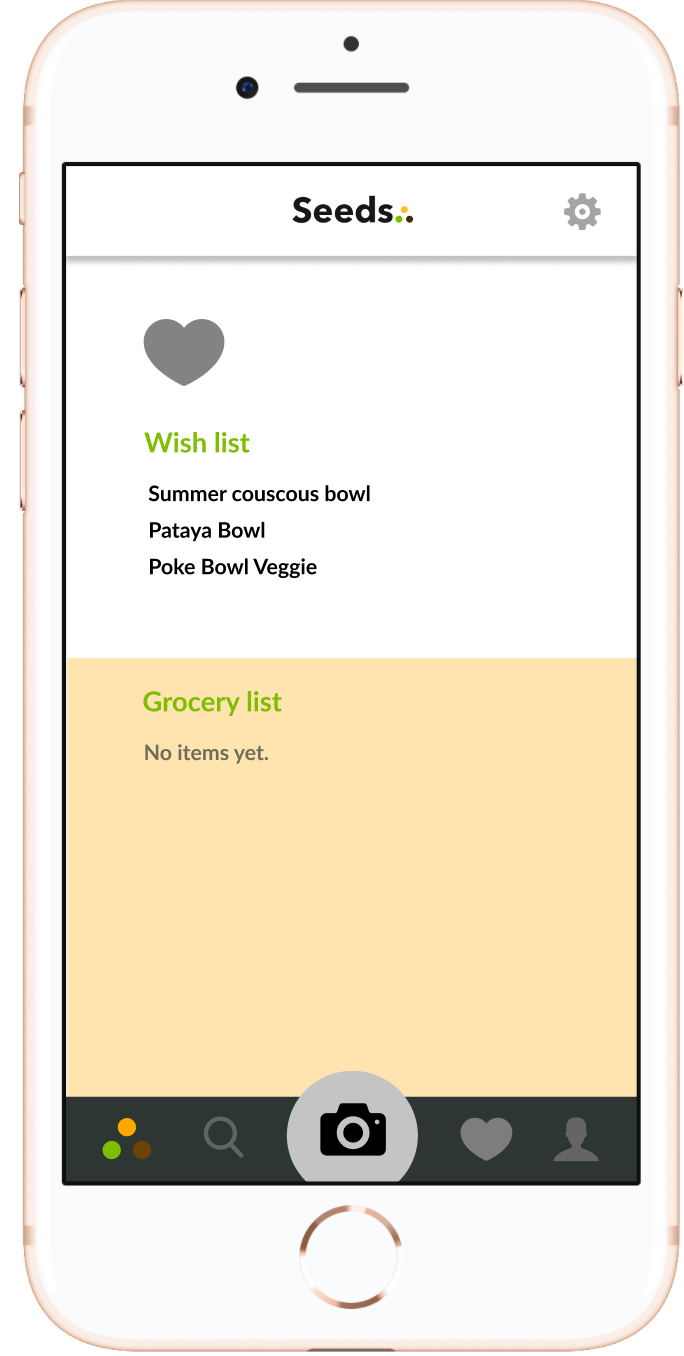 Seeds
Wish list
Summer couscous bowl
Pataya Bowl
Poke Bowl Veggie
Grocery list
No items yet.